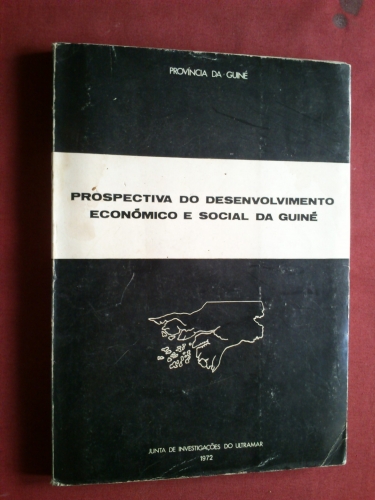 PROVÍNCIA DA GUINÉ
PROSPECTIVA DO DESENVOLVIMENTO
ECONÓMICO E SOCIAL DA GUINÉ
JUNTA DE INVESTIGAÇÕES DO ULTRAMAR
1972